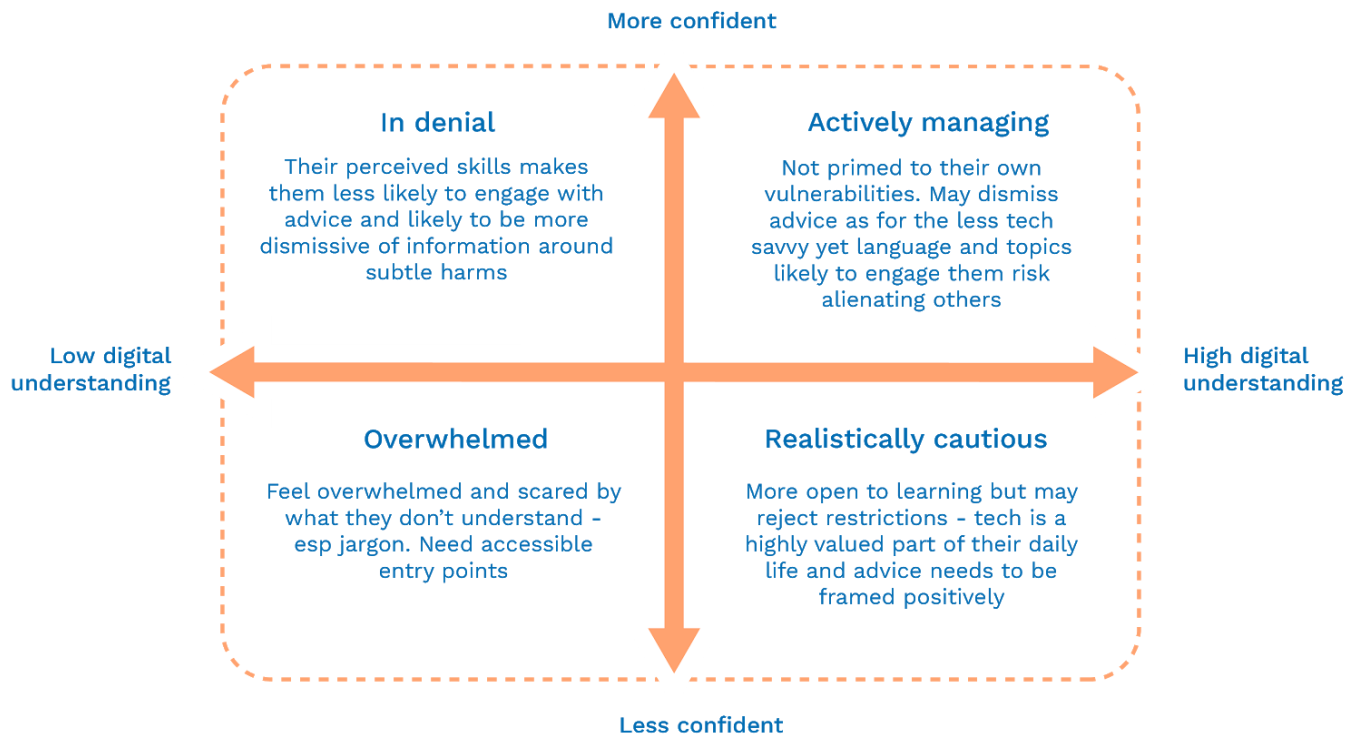 More confident
In denial
Their perceived skills makes
them less likely to engage with
advice and likely to be more
dismissive of information around
subtle harms
Actively managing
Not primed to their own
vulnerabilities. May dismiss
advice as for the less tech
savvy yet language and topics
likely to engage them risk
alienating others
Low digital
understanding
High digital
understanding
Overwhelmed
Feel overwhelmed and scared by
what they don’t understand -
esp jargon. Need accessible
entry points
Realistically cautious
More open to learning but may
reject restrictions - tech is a
highly valued part of their daily
life and advice needs to be
framed positively
Less confident